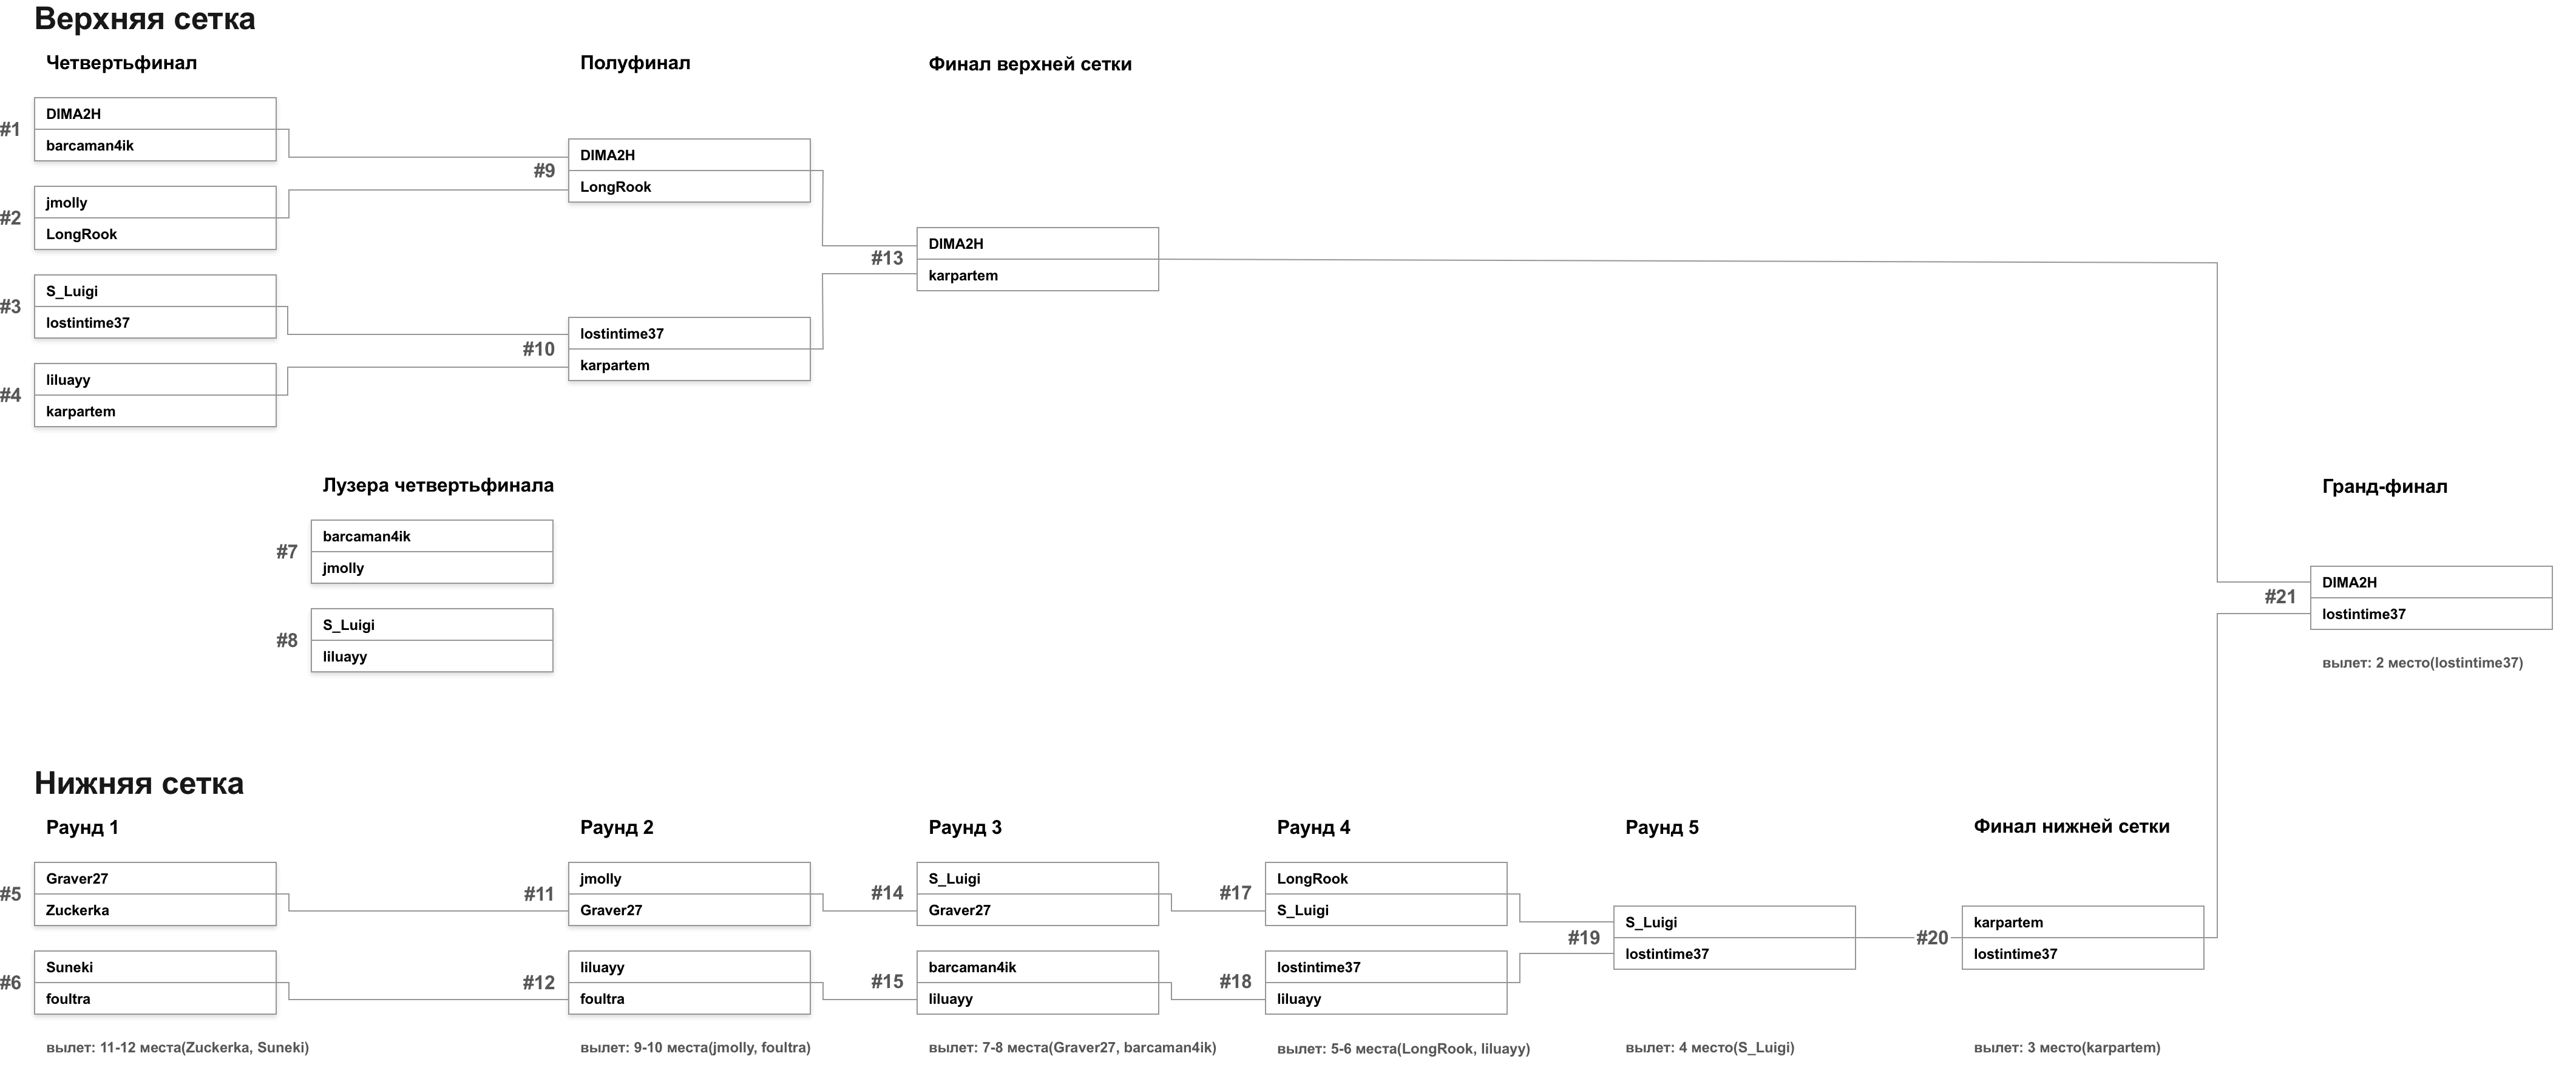 Верхняя сетка
Четвертьфинал
Полуфинал
Финал верхней сетки
#1
DIMA2H
barcaman4ik
#2
jmolly
LongRook
#3
S_Luigi
lostintime37
#4
liluayy
karpartem
#9
DIMA2H
LongRook
#10
lostintime37
karpartem
#13
DIMA2H
karpartem
Лузера четвертьфинала
#7
barcaman4ik
jmolly
#8
S_Luigi
liluayy
Гранд-финал
#21
DIMA2H
lostintime37
вылет: 2 место(lostintime37)
Нижняя сетка
Раунд 1
Раунд 2
Раунд 3
Раунд 4
Раунд 5
Финал нижней сетки
#5
Graver27
Zuckerka
#6
Suneki
foultra
вылет: 11-12 места(Zuckerka, Suneki)
#11
jmolly
Graver27
#12
liluayy
foultra
вылет: 9-10 места(jmolly, foultra)
#14
S_Luigi
Graver27
#15
barcaman4ik
liluayy
вылет: 7-8 места(Graver27, barcaman4ik)
#17
LongRook
S_Luigi
#18
lostintime37
liluayy
вылет: 5-6 места(LongRook, liluayy)
#19
S_Luigi
lostintime37
вылет: 4 место(S_Luigi)
#20
karpartem
lostintime37
вылет: 3 место(karpartem)